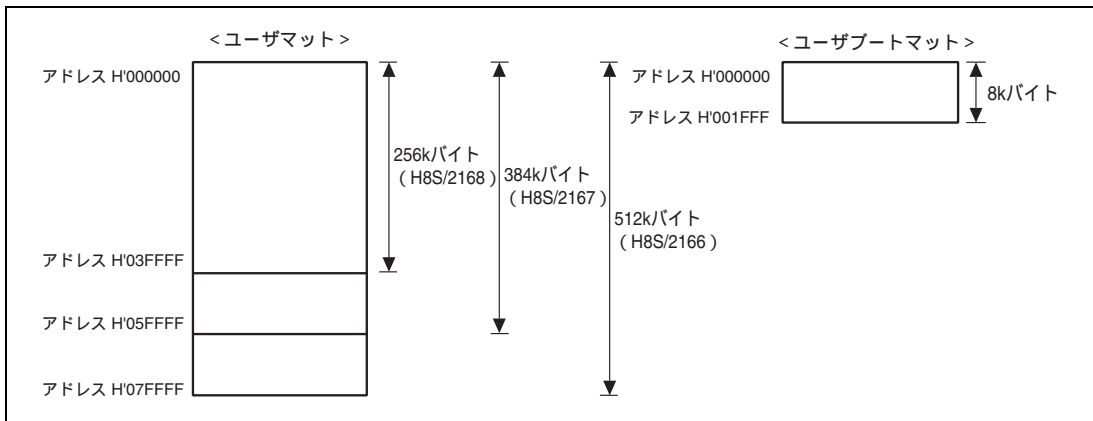 <ユーザマット>
アドレス H'000000
アドレス H'03FFFF
アドレス H'05FFFF
アドレス H'07FFFF
256kバイト
(H8S/2168)
384kバイト
(H8S/2167)
512kバイト
(H8S/2166)
<ユーザブートマット>
アドレス H'000000
アドレス H'001FFF
8kバイト